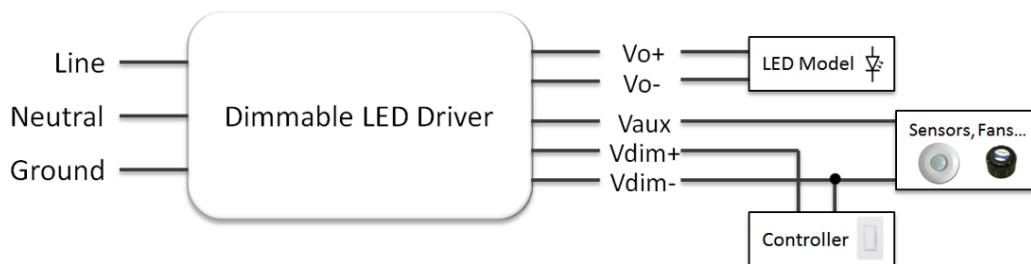 Line
Neutral
Ground
Dimmable LED Driver
Vo+
Vo-
Vaux
Vdim+
Vdim-
LED Model
Sensors, Fans...
Controller